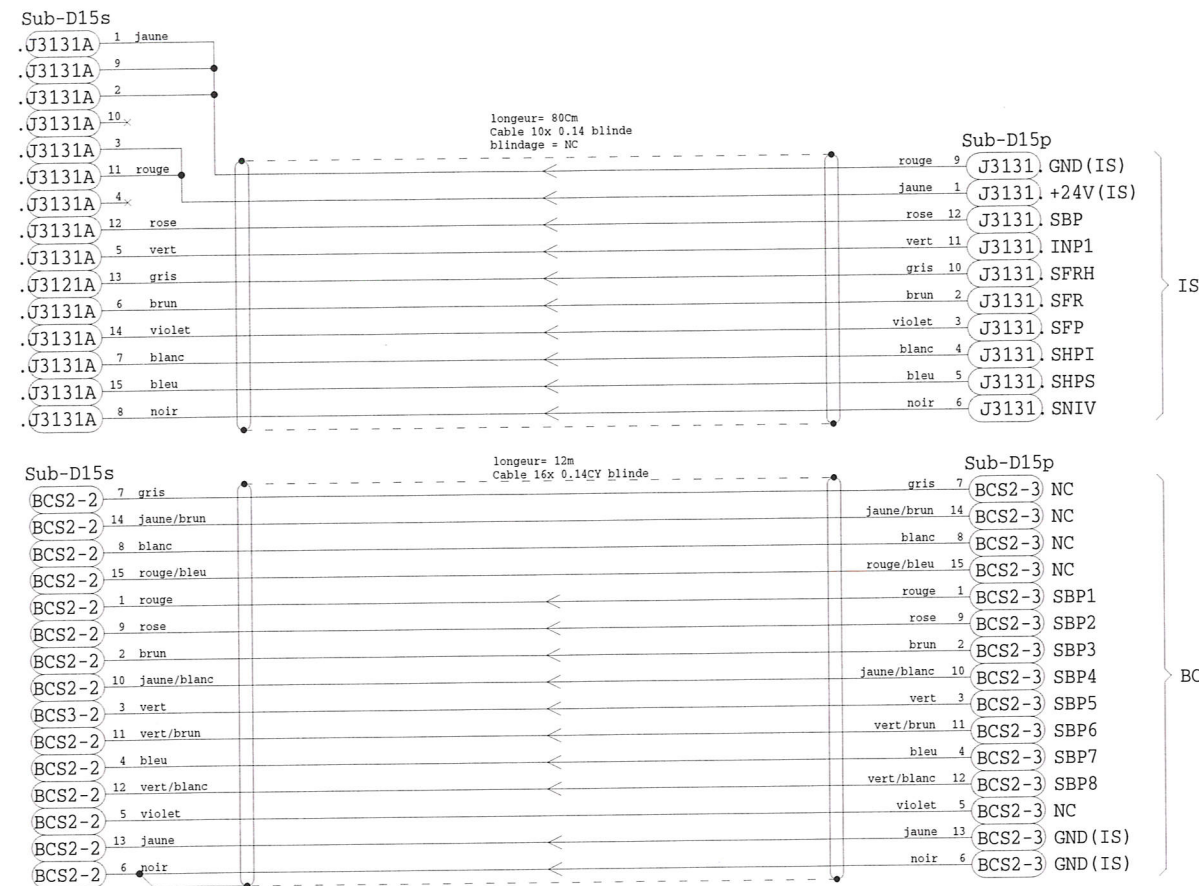 Sub-D15s
.J3131A 1 jaune
.J3131A 9
.J3131A 2
.J3131A 10
.J3131A 3
.J3131A 11 rouge
.J3131A 4
.J3131A 12 rose
.J3131A 5 vert
.J3121A 13 gris
.J3131A 6 brun
.J3131A 14 violet
.J3131A 7 blanc
.J3131A 15 bleu
.J3131A 8 noir
longeur= 80Cm
Cable 10x 0.14 blinde
blindage = NC
Sub-D15p
rouge 9 J3131. GND(IS)
jaune 1 J3131. +24V(IS)
rose 12 J3131. SBP
vert 11 J3131. INP1
gris 10 J3131. SFRH
brun 2 J3131. SFR
violet 3 J3131. SFP
blanc 4 J3131. SHPI
bleu 5 J3131. SHPS
noir 6 J3131. SNIV
IS
Sub-D15s
BCS2-2 7 gris
BCS2-2 14 jaune/brun
BCS2-2 8 blanc
BCS2-2 15 rouge/bleu
BCS2-2 1 rouge
BCS2-2 9 rose
BCS2-2 2 brun
BCS2-2 10 jaune/blanc
BCS3-2 3 vert
BCS2-2 11 vert/brun
BCS2-2 4 bleu
BCS2-2 12 vert/blanc
BCS2-2 5 violet
BCS2-2 13 jaune
BCS2-2 6 noir
longeur= 12m
Cable 16x 0.14CY blinde
Sub-D15p
gris 7 BCS2-3 NC
jaune/brun 14 BCS2-3 NC
blanc 8 BCS2-3 NC
rouge/bleu 15 BCS2-3 NC
rouge 1 BCS2-3 SBP1
rose 9 BCS2-3 SBP2
brun 2 BCS2-3 SBP3
jaune/blanc 10 BCS2-3 SBP4
vert 3 BCS2-3 SBP5
vert/brun 11 BCS2-3 SBP6
bleu 4 BCS2-3 SBP7
vert/blanc 12 BCS2-3 SBP8
violet 5 BCS2-3 NC
jaune 13 BCS2-3 GND(IS)
noir 6 BCS2-3 GND(IS)